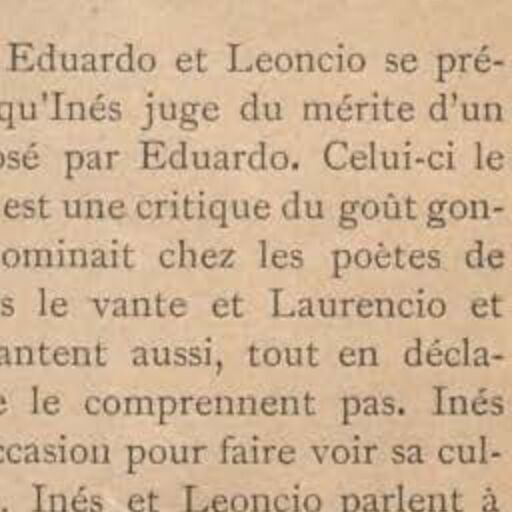 Eduardo et Leoncio se pré-
qu'Inés juge du mérite d'un
osé par Eduardo. Celui-ci le
est une critique du goût gon-
ominait chez les poètes de
s le vante et Laurencio et
antent aussi, tout en décla-
e le comprennent pas. Inés
ccasion pour faire voir sa cul-
. Inés et Leoncio parlent à